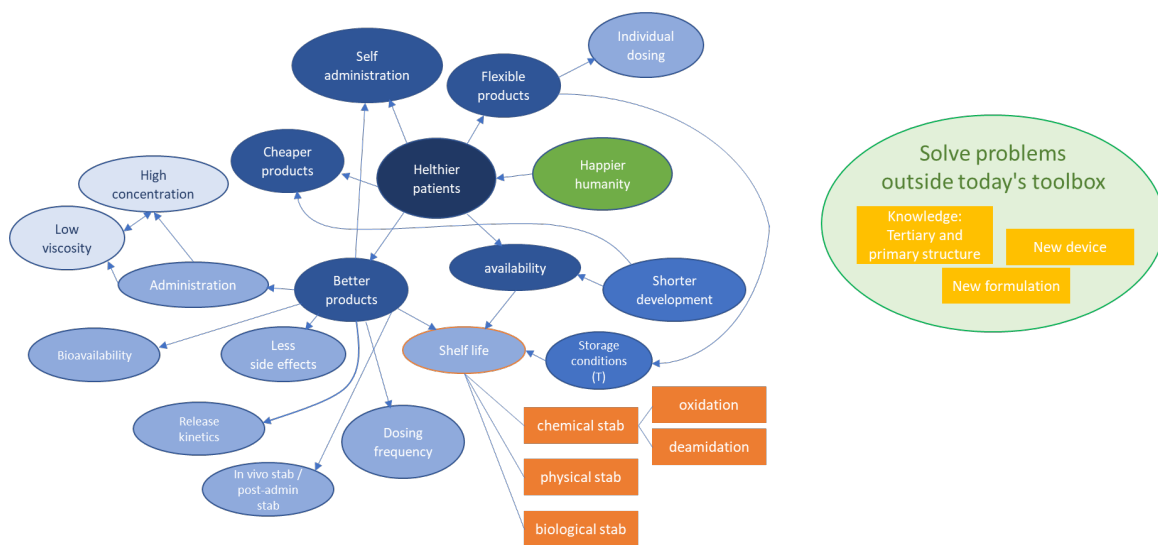 Individual
dosing
Self
administration
Flexible
products
Cheaper
products
Helthier
patients
Happier
humanity
High
concentration
Low
viscosity
Administration
Better
products
availability
Shorter
development
Bioavailability
Less
side effects
Shelf life
Storage
conditions
(T)
Release
kinetics
Dosing
frequency
In vivo stab /
post-admin
stab
chemical stab
oxidation
deamidation
physical stab
biological stab
Solve problems
outside today's toolbox
Knowledge:
Tertiary and
primary structure
New device
New formulation